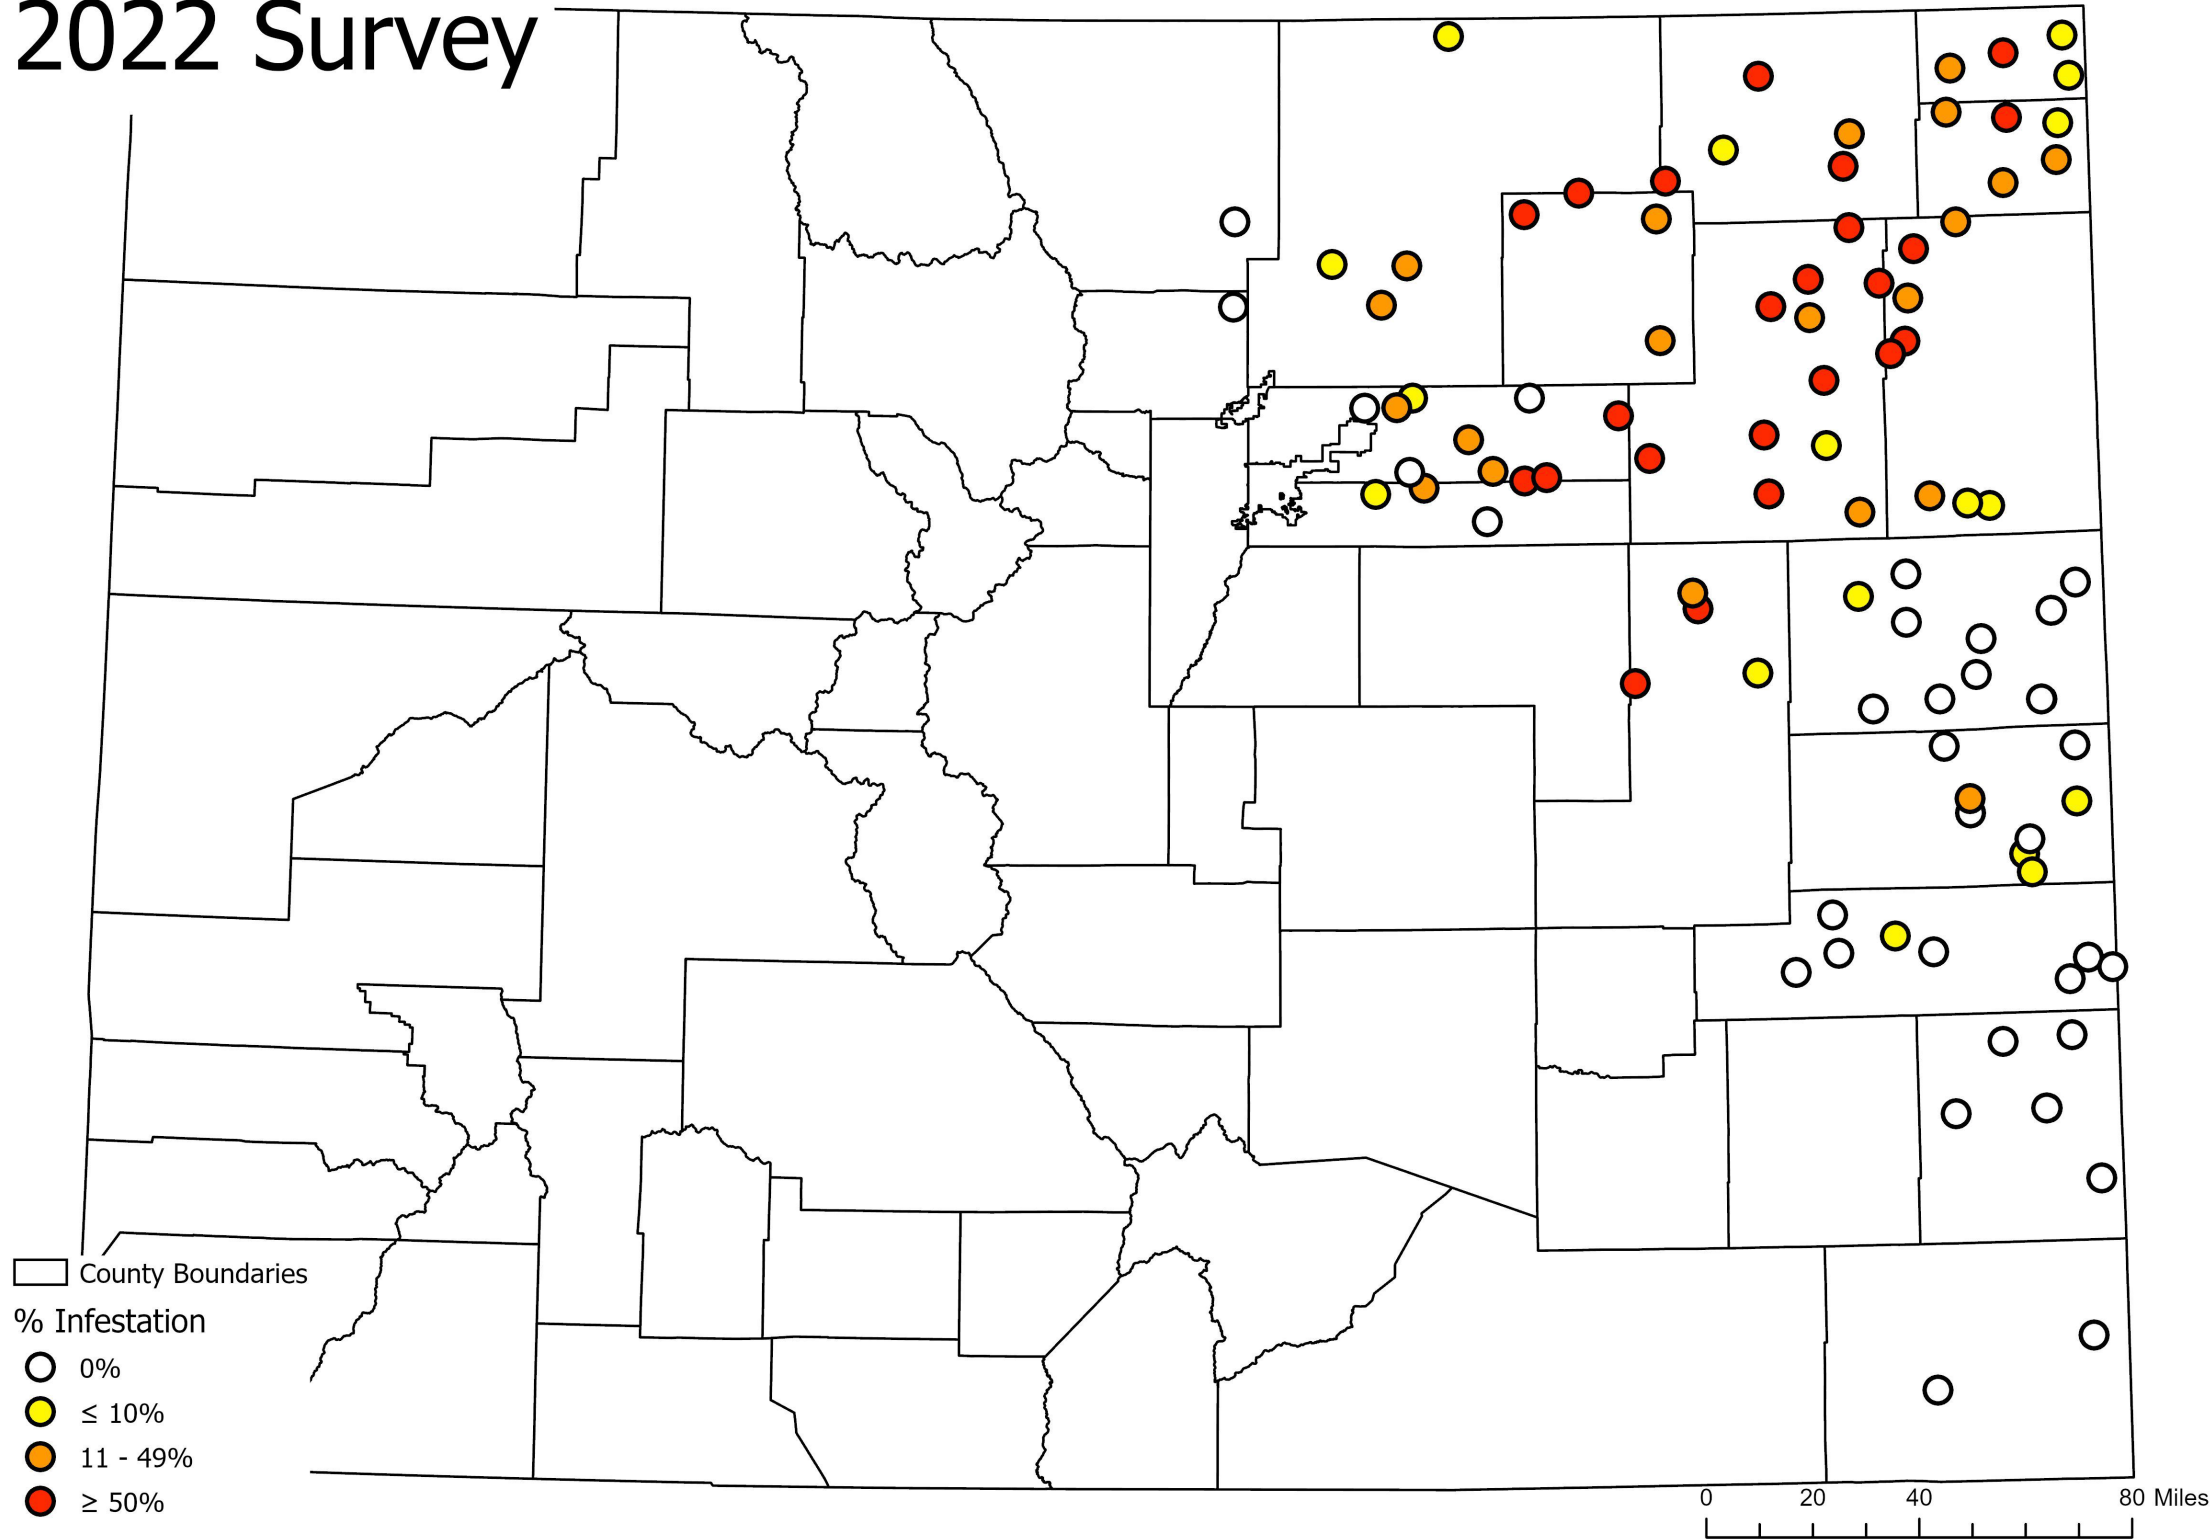 2022 Survey
County Boundaries
% Infestation
0%
≤ 10%
11 - 49%
≥ 50%
0 20 40 80 Miles